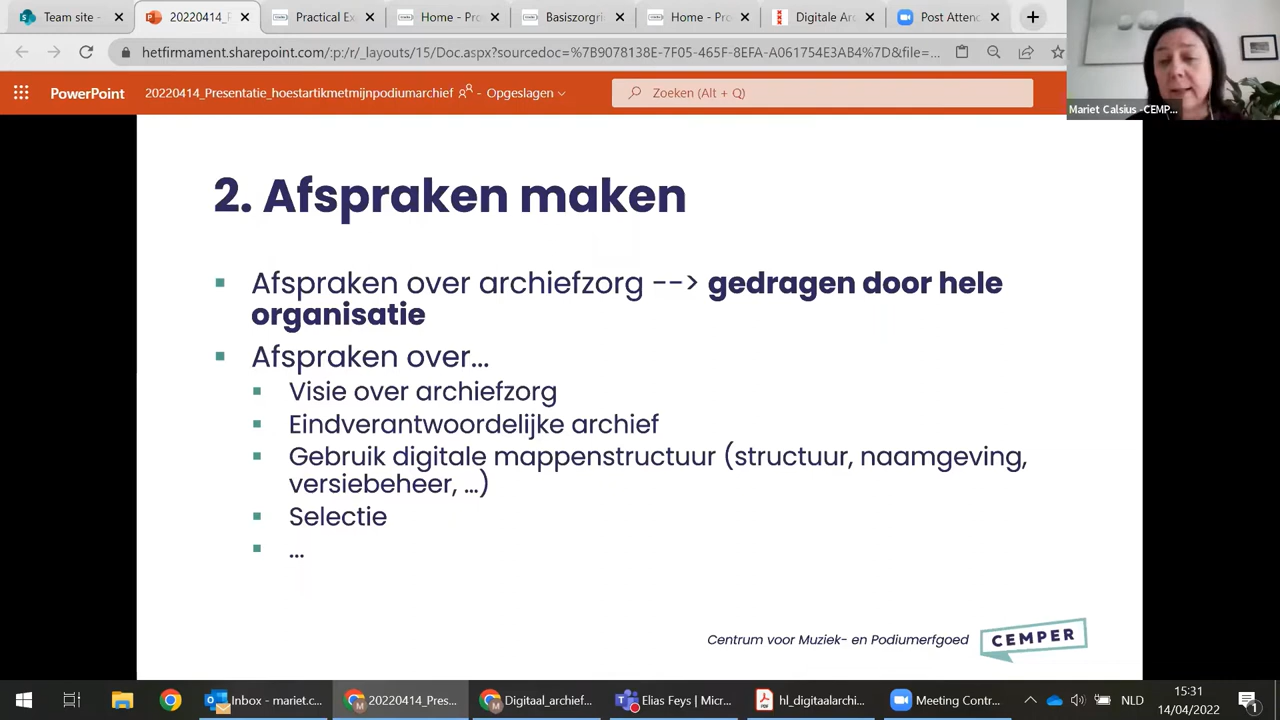 Team site -
20220414_
Practical Ex
Home - Pro
Basiszorgri
Home - Pro
Digitale Ar
Post Atten
hetfirmament.sharepoint.com/:p:/r/_layouts/15/Doc.aspx?sourcedoc=%7B9078138E-7F05-465F-8EFA-A061754E3AB4%7D&file=...
PowerPoint
20220414_Presentatie_hoestartikmetmijnpodiumarchief - Opgeslagen
Zoeken (Alt + Q)
Mariet Calsius -CEMP...
2. Afspraken maken
Afspraken over archiefzorg --> gedragen door hele
organisatie
Afspraken over...
Visie over archiefzorg
Eindverantwoordelijke archief
Gebruik digitale mappenstructuur (structuur, naamgeving,
versiebeheer, ...)
Selectie
...
Centrum voor Muziek- en Podiumerfgoed
CEMPER
Inbox - mariet.c...
20220414_Pres...
Digitaal_archief...
Elias Feys | Micr...
hl_digitaalarchi...
Meeting Contr...
NLD
15:31
14/04/2022
1